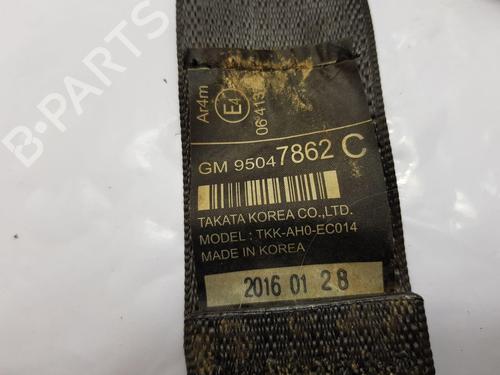 B-PARTS
Ar4m
E4
GM 95047862 C
TAKATA KOREA CO.,LTD.
MODEL : TKK-AH0-EC014
MADE IN KOREA
2016 01 28